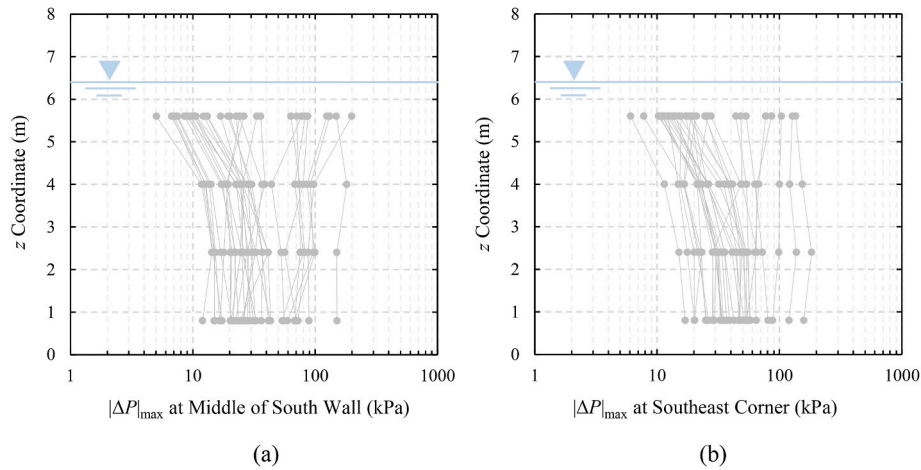 8
7
6
5
4
3
2
1
0
z Coordinate (m)
1 10 100 1000
|ΔP|max at Middle of South Wall (kPa)
(a)
8
7
6
5
4
3
2
1
0
z Coordinate (m)
1 10 100 1000
|ΔP|max at Southeast Corner (kPa)
(b)